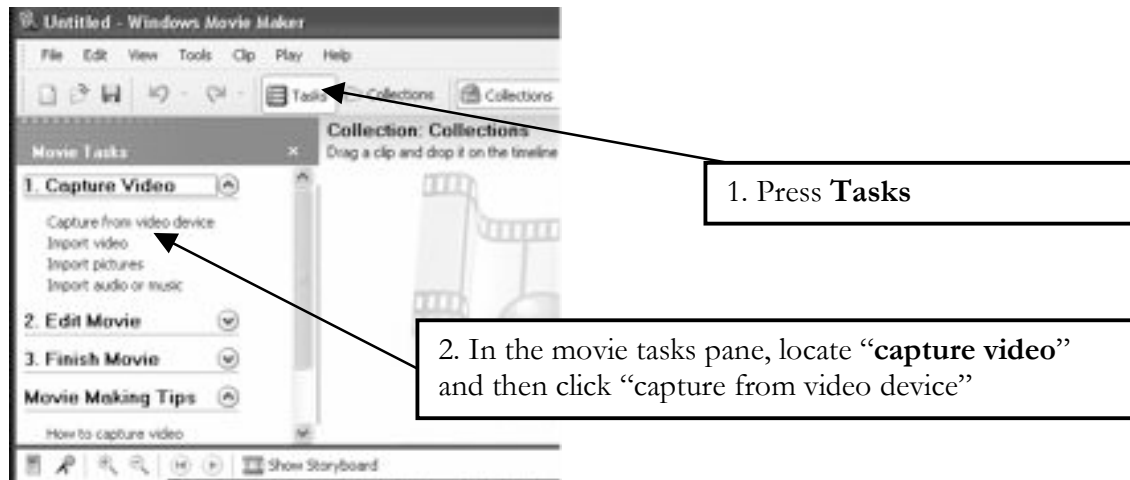 Untitled - Windows Movie Maker
File Edit View Tools Clip Play Help
Tasks Collections Collections
Movie Tasks
Collection: Collections
Drag a clip and drop it on the timeline
1. Capture Video
Capture from video device
Import video
Import pictures
Import audio or music
2. Edit Movie
3. Finish Movie
Movie Making Tips
How to capture video
Show Storyboard
1. Press Tasks
2. In the movie tasks pane, locate “capture video”
and then click “capture from video device”